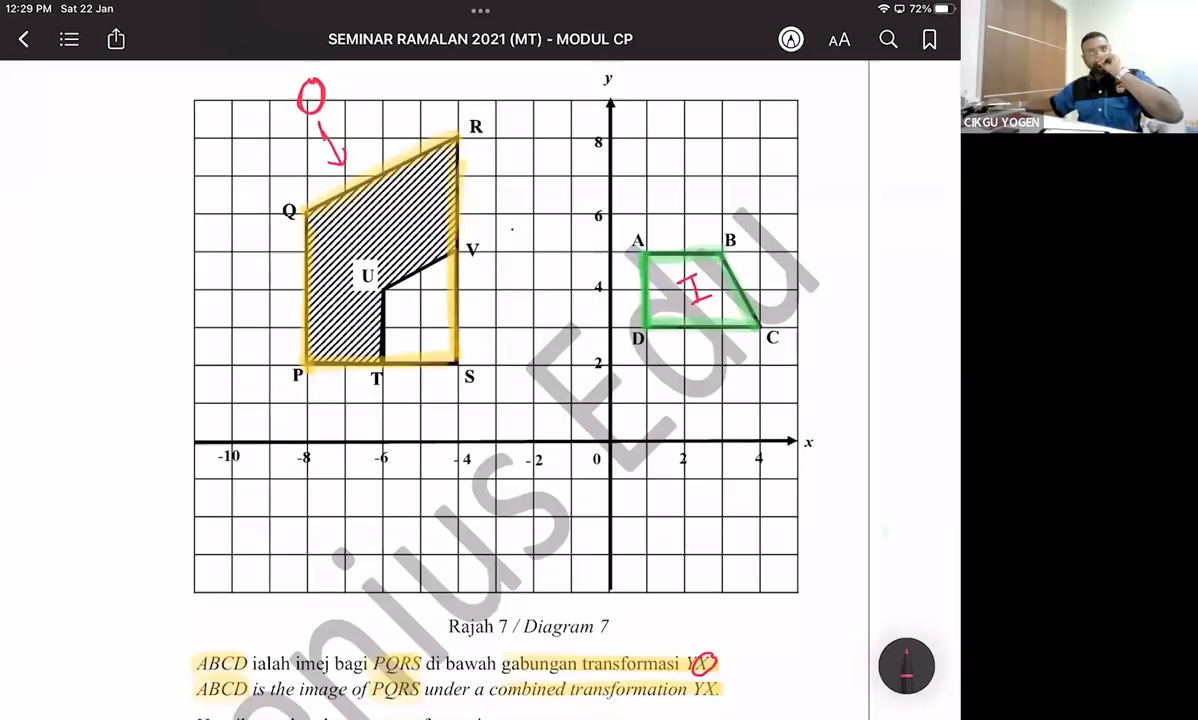 12:29 PM Sat 22 Jan
72%
SEMINAR RAMALAN 2021 (MT) - MODUL CP
AA
CIKGU YOGEN
y
O
R
8
Q
6
V
A
B
U
4
I
D
C
2
P
T
S
x
-10
-8
-6
-4
-2
0
2
4
enius Edu
Rajah 7 / Diagram 7
ABCD ialah imej bagi PQRS di bawah gabungan transformasi YX.
ABCD is the image of PQRS under a combined transformation YX.